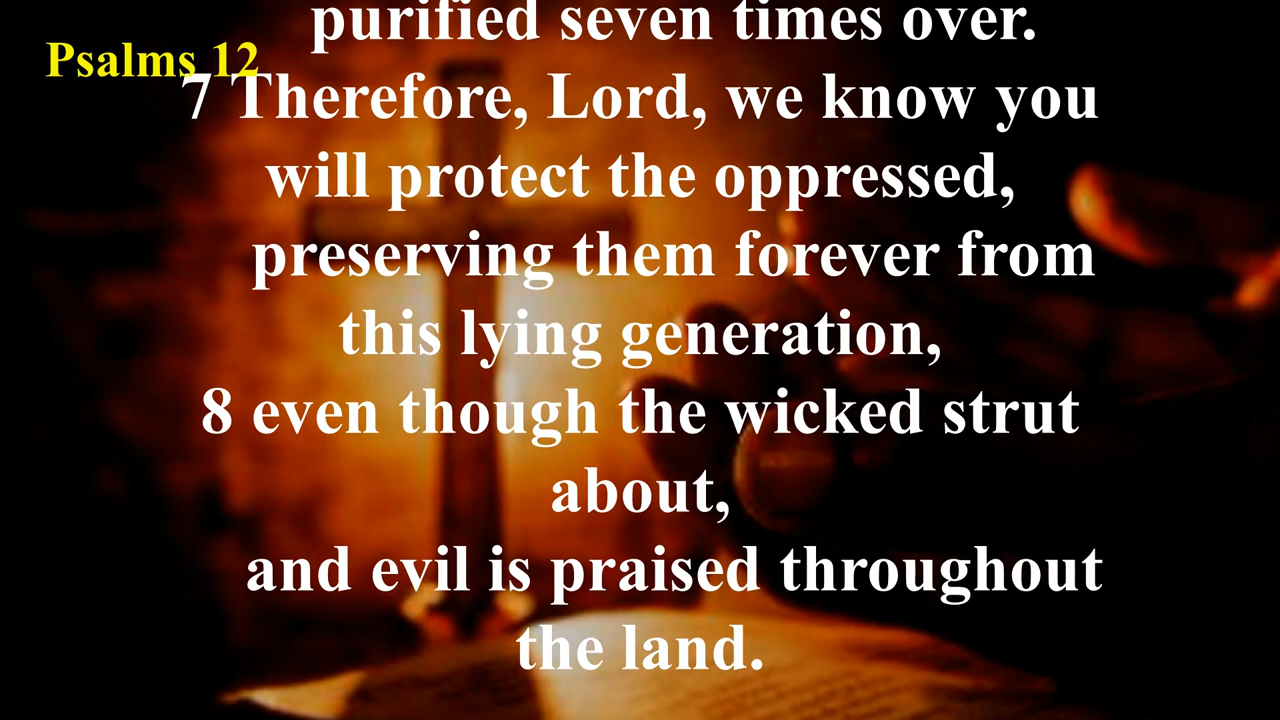 purified seven times over.
Psalms 12
7 Therefore, Lord, we know you
will protect the oppressed,
preserving them forever from
this lying generation,
8 even though the wicked strut
about,
and evil is praised throughout
the land.